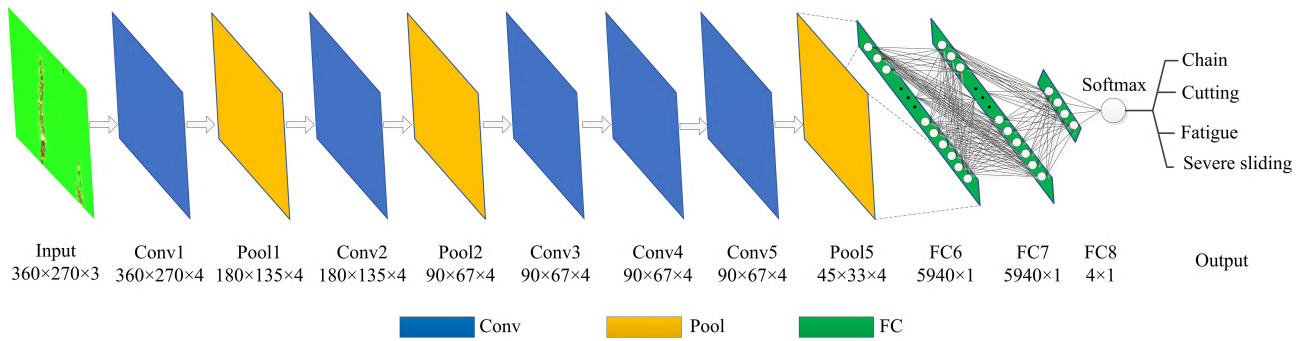 Softmax
Chain
Cutting
Fatigue
Severe sliding
Input
360×270×3
Conv1
360×270×4
Pool1
180×135×4
Conv2
180×135×4
Pool2
90×67×4
Conv3
90×67×4
Conv4
90×67×4
Conv5
90×67×4
Pool5
45×33×4
FC6
5940×1
FC7
5940×1
FC8
4×1
Output
Conv
Pool
FC